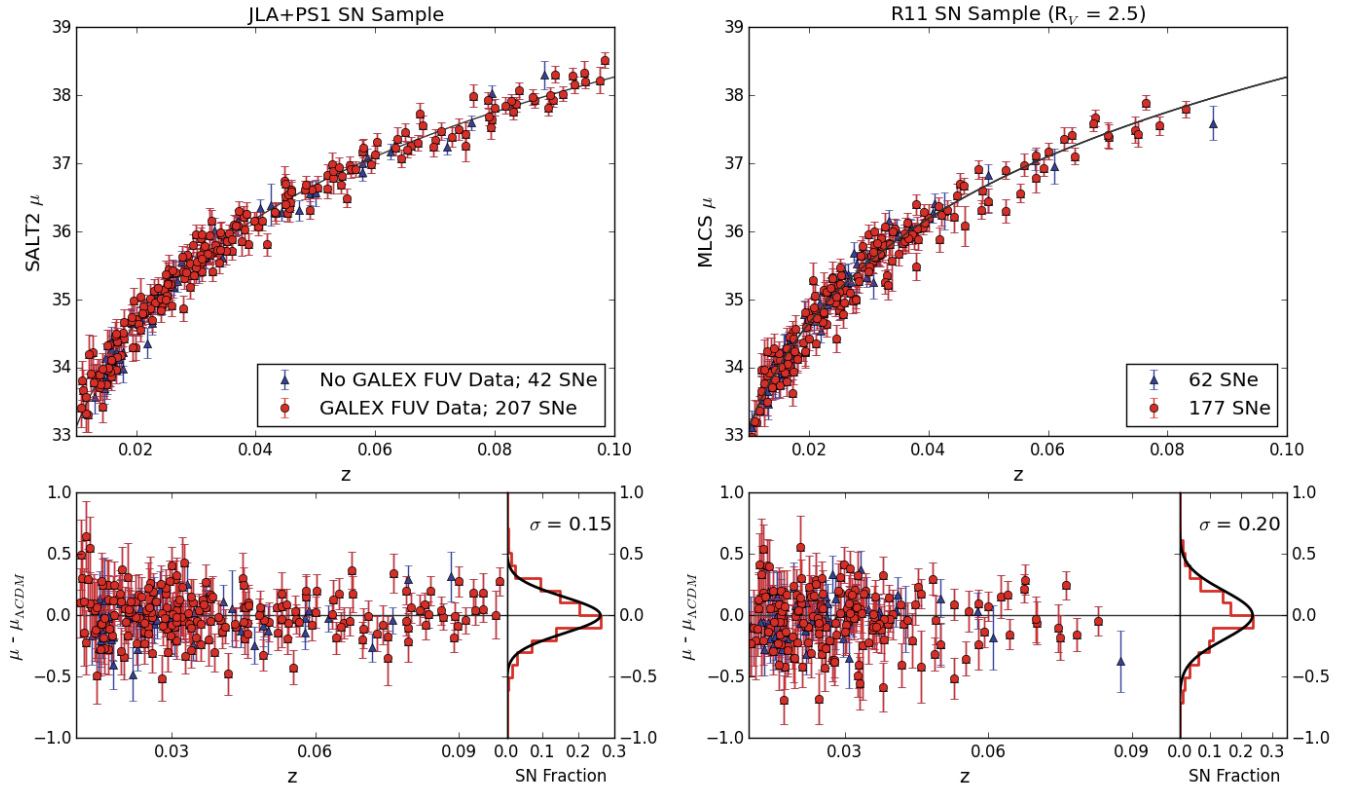 JLA+PS1 SN Sample
39
38
37
36
35
34
33
SALT2 μ
No GALEX FUV Data; 42 SNe
GALEX FUV Data; 207 SNe
0.02 0.04 0.06 0.08 0.10
z
R11 SN Sample (R_V = 2.5)
39
38
37
36
35
34
33
MLCS μ
62 SNe
177 SNe
0.02 0.04 0.06 0.08 0.10
z
1.0
0.5
0.0
−0.5
−1.0
μ - μ_ΛCDM
σ = 0.15
1.0
0.5
0.0
−0.5
−1.0
0.03 0.06 0.09 0.0 0.1 0.2 0.3
z SN Fraction
1.0
0.5
0.0
−0.5
−1.0
μ - μ_ΛCDM
σ = 0.20
1.0
0.5
0.0
−0.5
−1.0
0.03 0.06 0.09 0.0 0.1 0.2 0.3
z SN Fraction